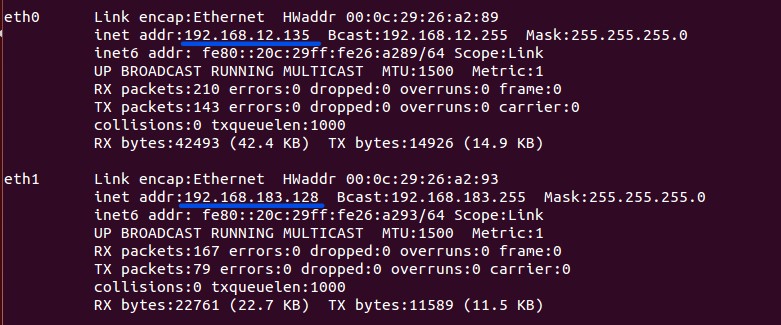 eth0      Link encap:Ethernet  HWaddr 00:0c:29:26:a2:89
          inet addr:192.168.12.135  Bcast:192.168.12.255  Mask:255.255.255.0
          inet6 addr: fe80::20c:29ff:fe26:a289/64 Scope:Link
          UP BROADCAST RUNNING MULTICAST  MTU:1500  Metric:1
          RX packets:210 errors:0 dropped:0 overruns:0 frame:0
          TX packets:143 errors:0 dropped:0 overruns:0 carrier:0
          collisions:0 txqueuelen:1000
          RX bytes:42493 (42.4 KB)  TX bytes:14926 (14.9 KB)

eth1      Link encap:Ethernet  HWaddr 00:0c:29:26:a2:93
          inet addr:192.168.183.128  Bcast:192.168.183.255  Mask:255.255.255.0
          inet6 addr: fe80::20c:29ff:fe26:a293/64 Scope:Link
          UP BROADCAST RUNNING MULTICAST  MTU:1500  Metric:1
          RX packets:167 errors:0 dropped:0 overruns:0 frame:0
          TX packets:79 errors:0 dropped:0 overruns:0 carrier:0
          collisions:0 txqueuelen:1000
          RX bytes:22761 (22.7 KB)  TX bytes:11589 (11.5 KB)